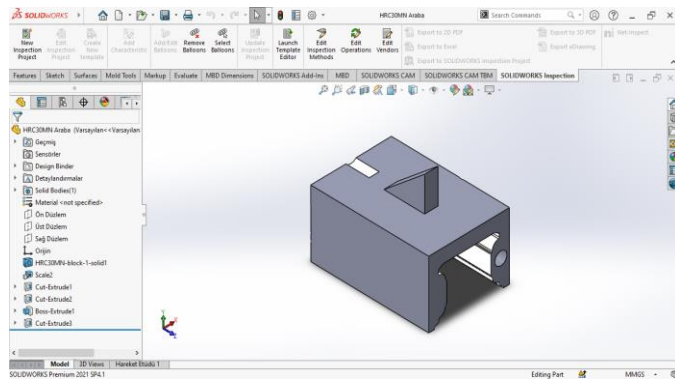 SOLIDWORKS
HRC30MN Araba
Search Commands
New Inspection Project
Edit Inspection Project
Create New Template
Add Characteristic
Add/Edit Balloons
Remove Balloons
Select Balloons
Update Inspection Project
Launch Template Editor
Edit Inspection Methods
Edit Operations
Edit Vendors
Export to 2D PDF
Export to Excel
Export to SOLIDWORKS Inspection Project
Export to 3D PDF
Export eDrawing
Net-Inspect
Features Sketch Surfaces Mold Tools Markup Evaluate MBD Dimensions SOLIDWORKS Add-Ins MBD SOLIDWORKS CAM SOLIDWORKS CAM TBM SOLIDWORKS Inspection
HRC30MN Araba (Varsayılan<<Varsayılan
Geçmiş
Sensörler
Design Binder
Detaylandırmalar
Solid Bodies(1)
Material <not specified>
Ön Düzlem
Üst Düzlem
Sağ Düzlem
Orijin
HRC30MN-block-1-solid1
Scale2
Cut-Extrude1
Cut-Extrude2
Boss-Extrude1
Cut-Extrude3
Model 3D Views Hareket Etüdü 1
SOLIDWORKS Premium 2021 SP4.1
Editing Part
MMGS